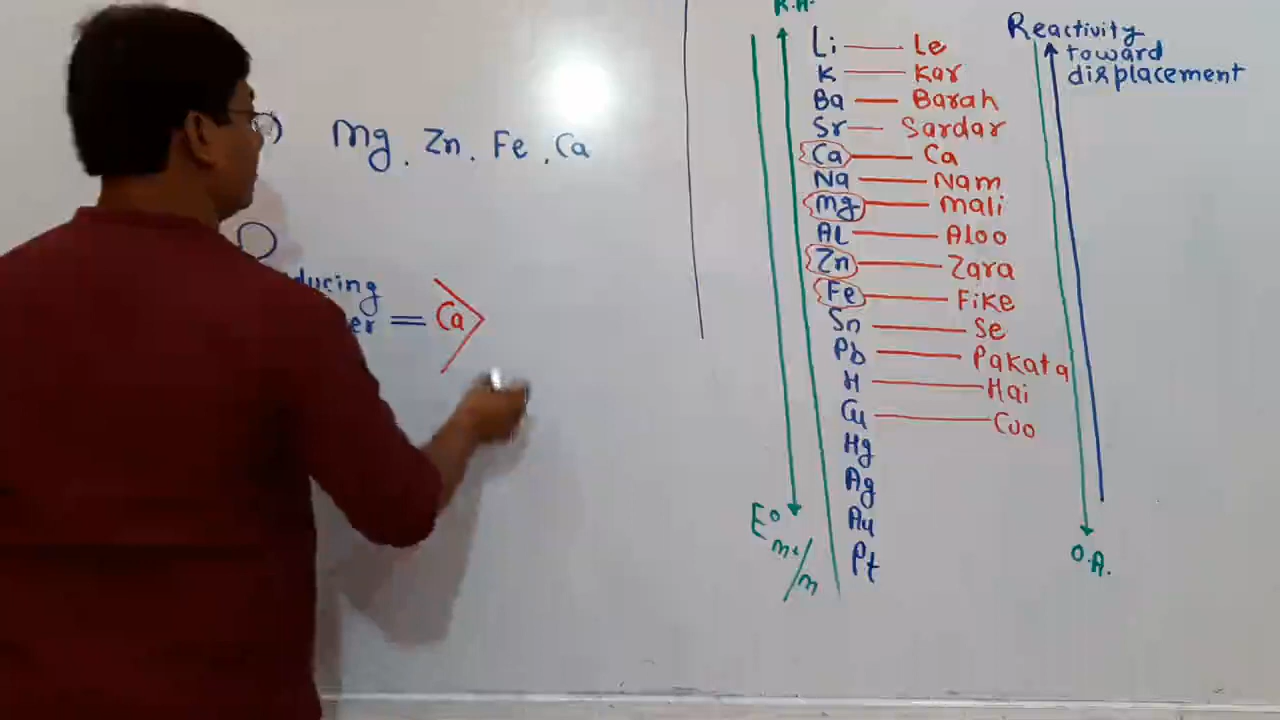 Mg, Zn, Fe, Ca
ducing
er = Ca >
R.A.
Li — Le
K — Kar
Ba — Barah
Sr — Sardar
Ca — Ca
Na — Nam
Mg — Mali
AL — Aloo
Zn — Zara
Fe — Fike
Sn — Se
Pb — Pakata
H — Hai
Cu — Cuo
Hg
Ag
Au
Pt
E° m+/m
Reactivity
toward
displacement
O.A.